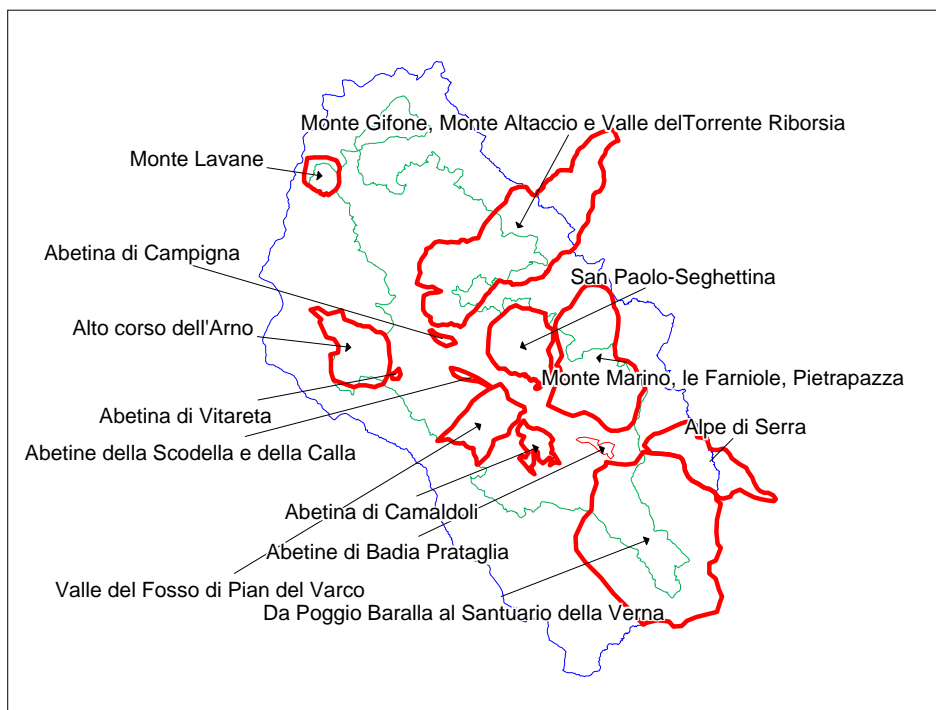 Monte Gifone, Monte Altaccio e Valle delTorrente Riborsia
Monte Lavane
Abetina di Campigna
San Paolo-Seghettina
Alto corso dell'Arno
Monte Marino, le Farniole, Pietrapazza
Abetina di Vitareta
Alpe di Serra
Abetine della Scodella e della Calla
Abetina di Camaldoli
Abetine di Badia Prataglia
Valle del Fosso di Pian del Varco
Da Poggio Baralla al Santuario della Verna